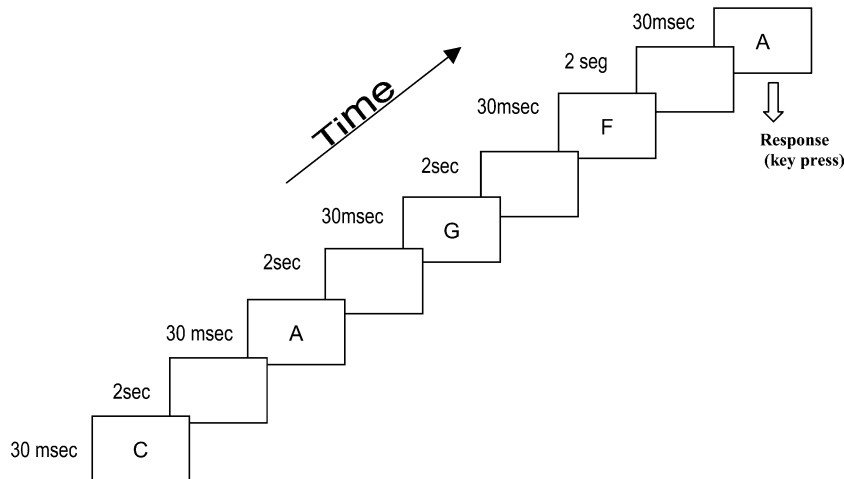 30msec
A
2 seg
30msec
F
Response
(key press)
Time
2sec
30msec
G
2sec
30 msec
A
2sec
30 msec
C